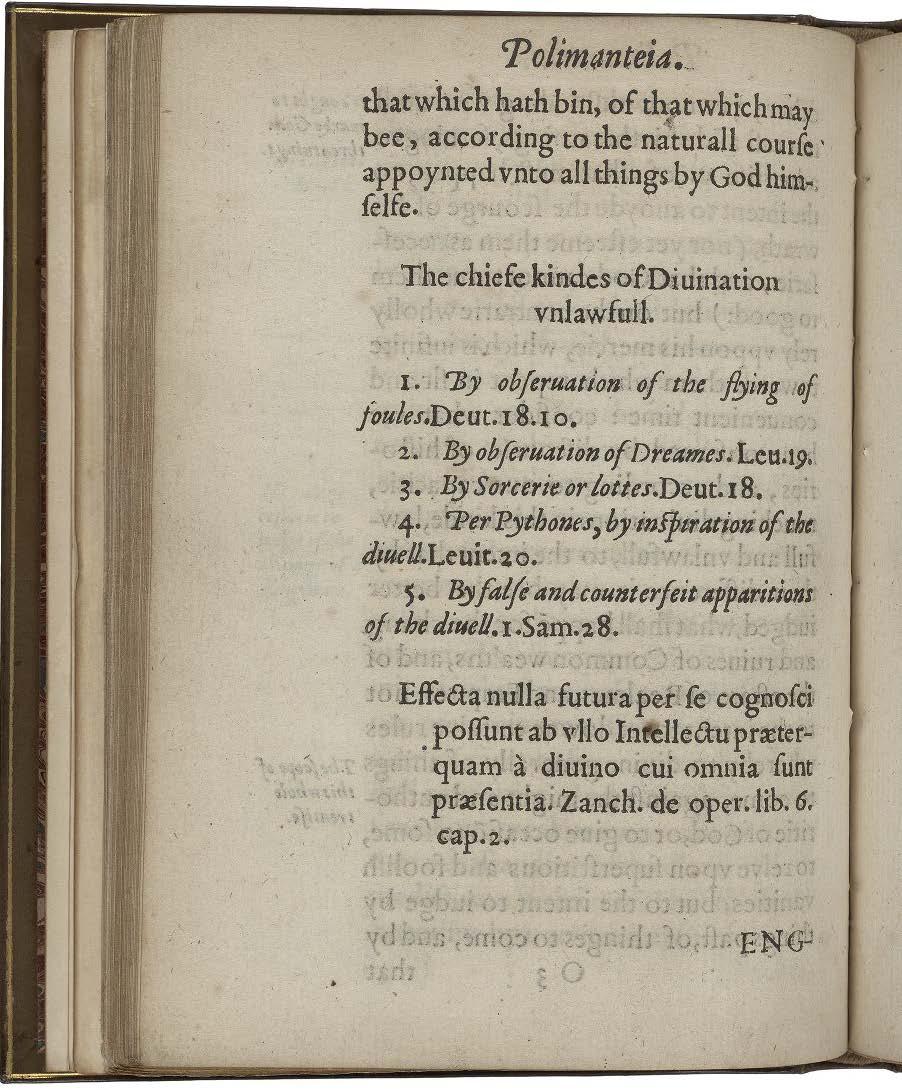 Polimanteia.
that which hath bin, of that which may
bee, according to the naturall courſe
appoynted vnto all things by God him-
ſelfe.
The chiefe kindes of Diuination
vnlawfull.
1. By obſeruation of the flying of
foules. Deut. 18. 10.
2. By obſeruation of Dreames. Leu. 19.
3. By Sorcerie or lottes. Deut. 18.
4. Per Pythones, by inſpiration of the
diuell. Leuit. 20.
5. By falſe and counterfeit apparitions
of the diuell. 1. Sam. 28.
Effecta nulla futura per ſe cognoſci
poſſunt ab vllo Intellectu præter-
quam à diuino cui omnia ſunt
præſentia. Zanch. de oper. lib. 6.
cap. 2.
ENG-